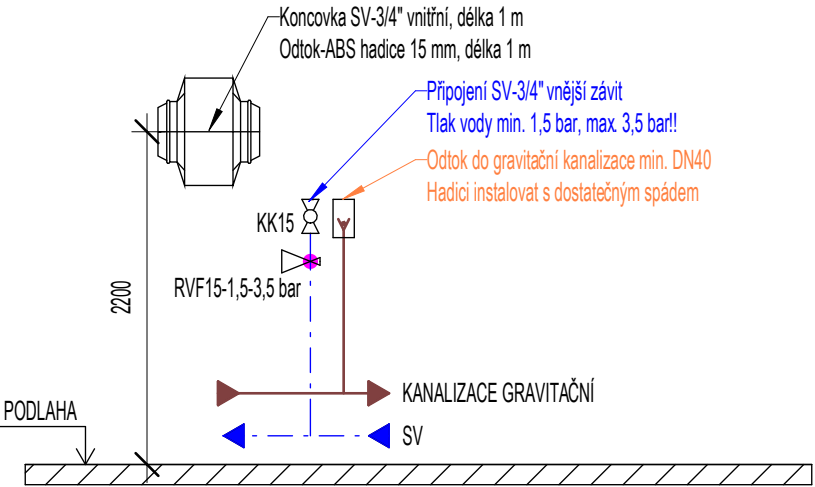 Koncovka SV-3/4" vnitřní, délka 1 m
Odtok-ABS hadice 15 mm, délka 1 m
Připojení SV-3/4" vnější závit
Tlak vody min. 1,5 bar, max. 3,5 bar!!
Odtok do gravitační kanalizace min. DN40
Hadici instalovat s dostatečným spádem
KK15
RVF15-1,5-3,5 bar
2200
KANALIZACE GRAVITAČNÍ
PODLAHA
SV